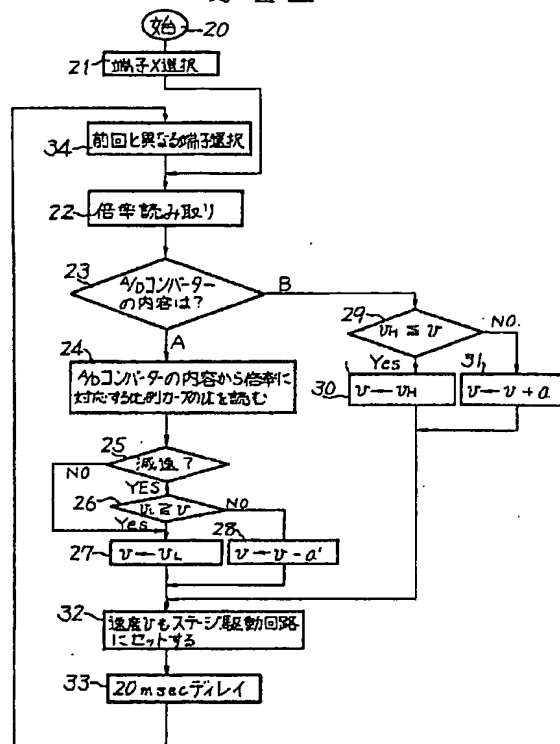 始 20
21 端子X選択
34 前回と異なる端子選択
22 倍率読み取り
23 A/Dコンバーター
の内容は?
B
A
29 VH ≦ v
NO
Yes
24
A/Dコンバーターの内容から倍率に
対応する比例カーブのVLを読む
30 v ← VH
31 v ← v + a
25 減速?
NO
YES
26 VL ≧ v
NO
Yes
27 v ← VL
28 v ← v - a'
32 速度vをステージ駆動回路
にセットする
33 20msecディレイ